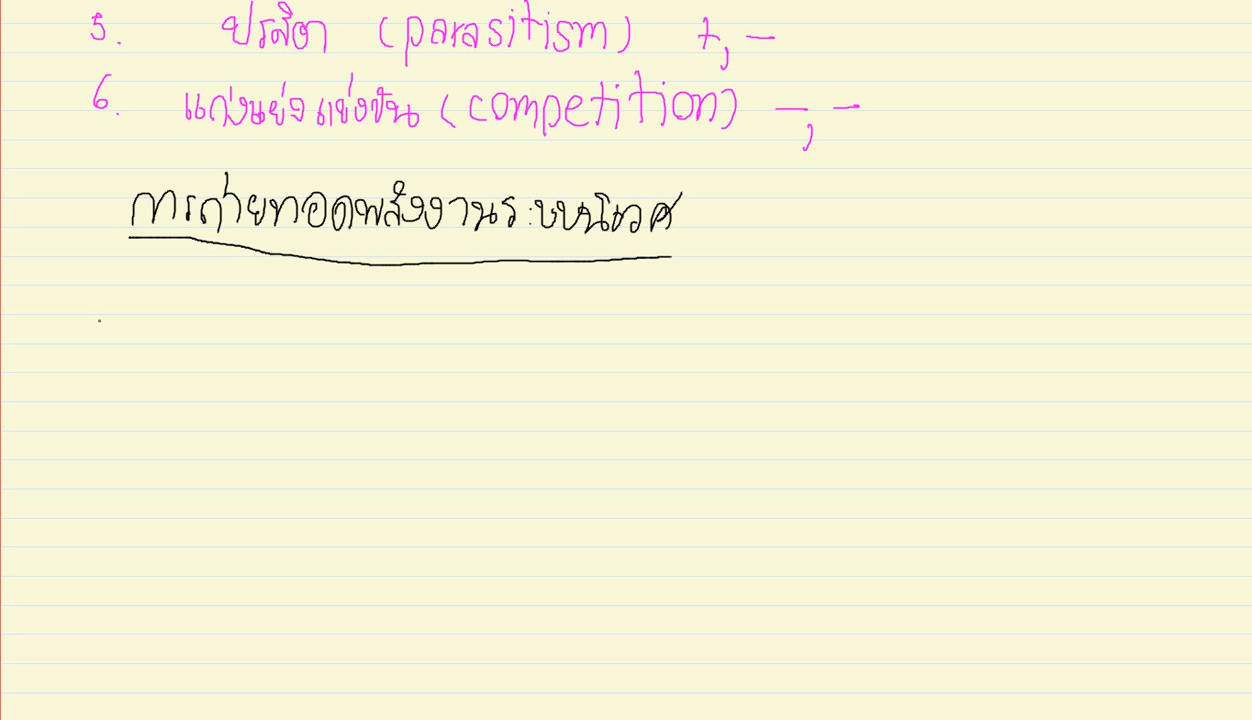 5. ปรสิต (parasitism) +, -
6. แก่งแย่งแข่งขัน (competition) -, -
การถ่ายทอดพลังงานระบบนิเวศ